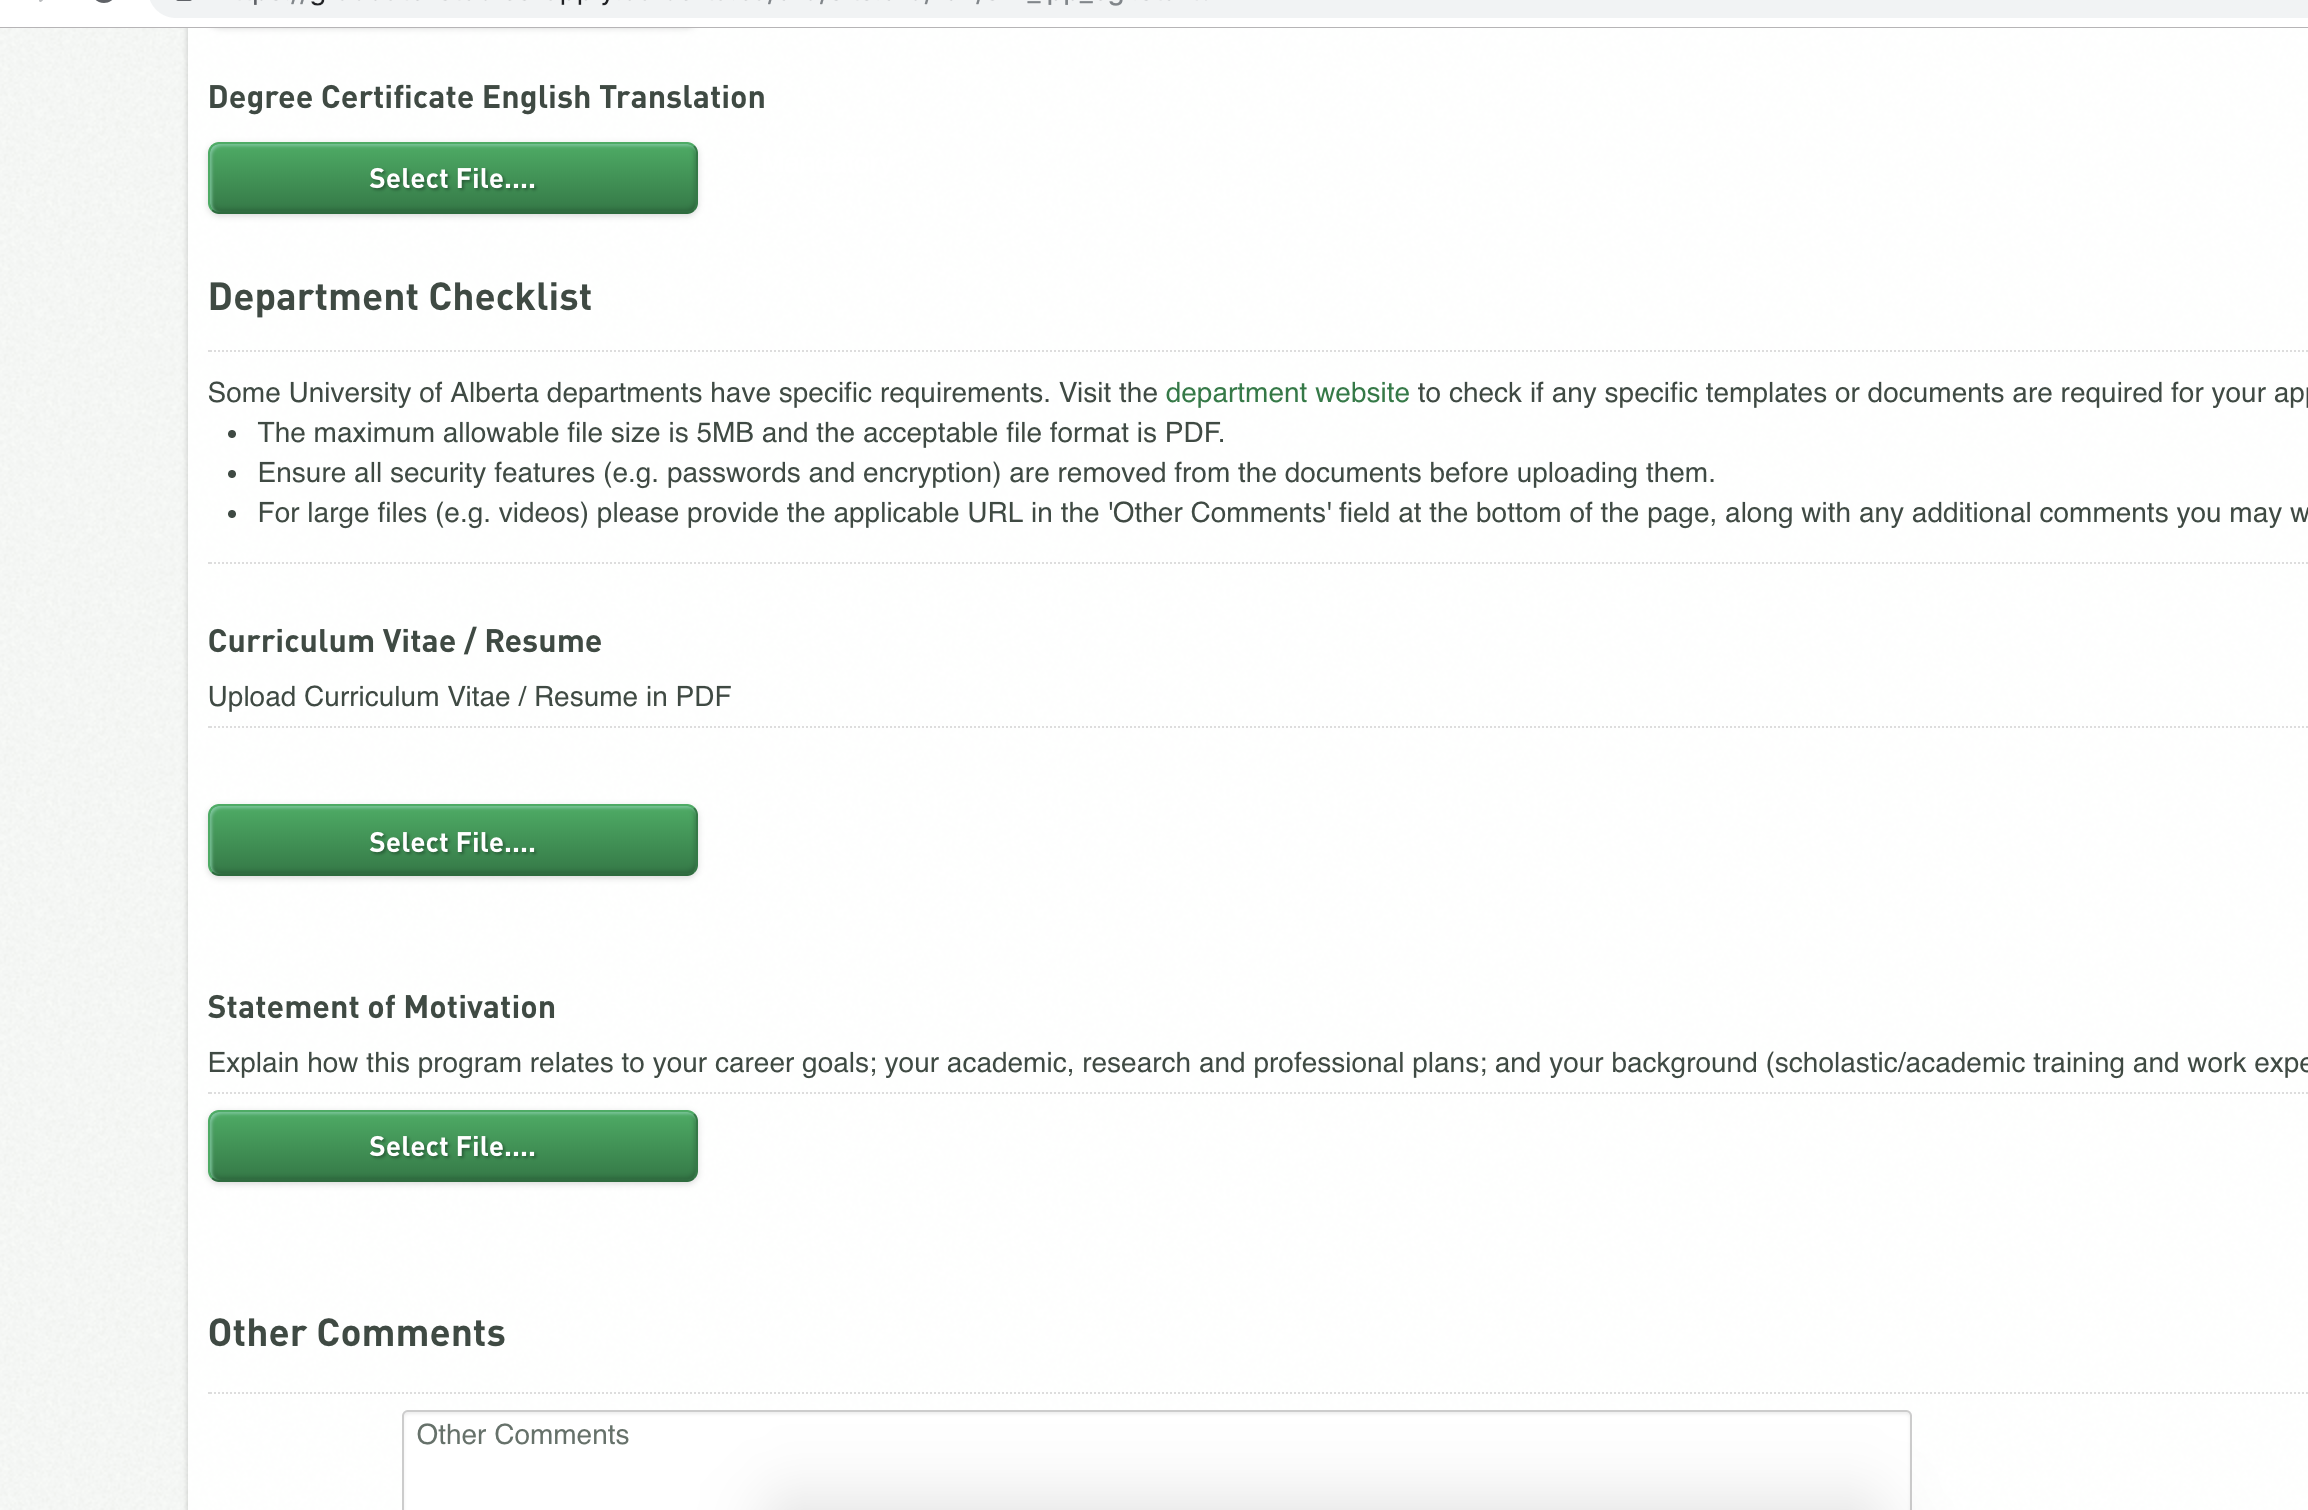 Degree Certificate English Translation
Select File....
Department Checklist
Some University of Alberta departments have specific requirements. Visit the department website to check if any specific templates or documents are required for your
• The maximum allowable file size is 5MB and the acceptable file format is PDF.
• Ensure all security features (e.g. passwords and encryption) are removed from the documents before uploading them.
• For large files (e.g. videos) please provide the applicable URL in the 'Other Comments' field at the bottom of the page, along with any additional comments you may
Curriculum Vitae / Resume
Upload Curriculum Vitae / Resume in PDF
Select File....
Statement of Motivation
Explain how this program relates to your career goals; your academic, research and professional plans; and your background (scholastic/academic training and work
Select File....
Other Comments
Other Comments